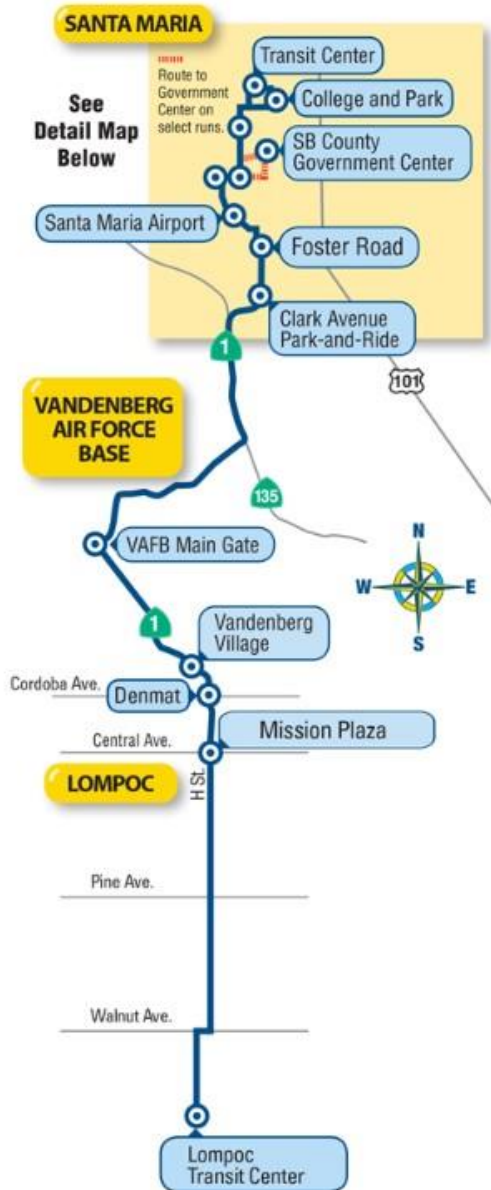 SANTA MARIA
Route to
Government
Center on
select runs.
See
Detail Map
Below
Transit Center
College and Park
SB County
Government Center
Santa Maria Airport
Foster Road
Clark Avenue
Park-and-Ride
1
101
VANDENBERG
AIR FORCE
BASE
135
VAFB Main Gate
N
W E
S
1
Vandenberg
Village
Cordoba Ave.
Denmat
Mission Plaza
Central Ave.
LOMPOC
H St.
Pine Ave.
Walnut Ave.
Lompoc
Transit Center